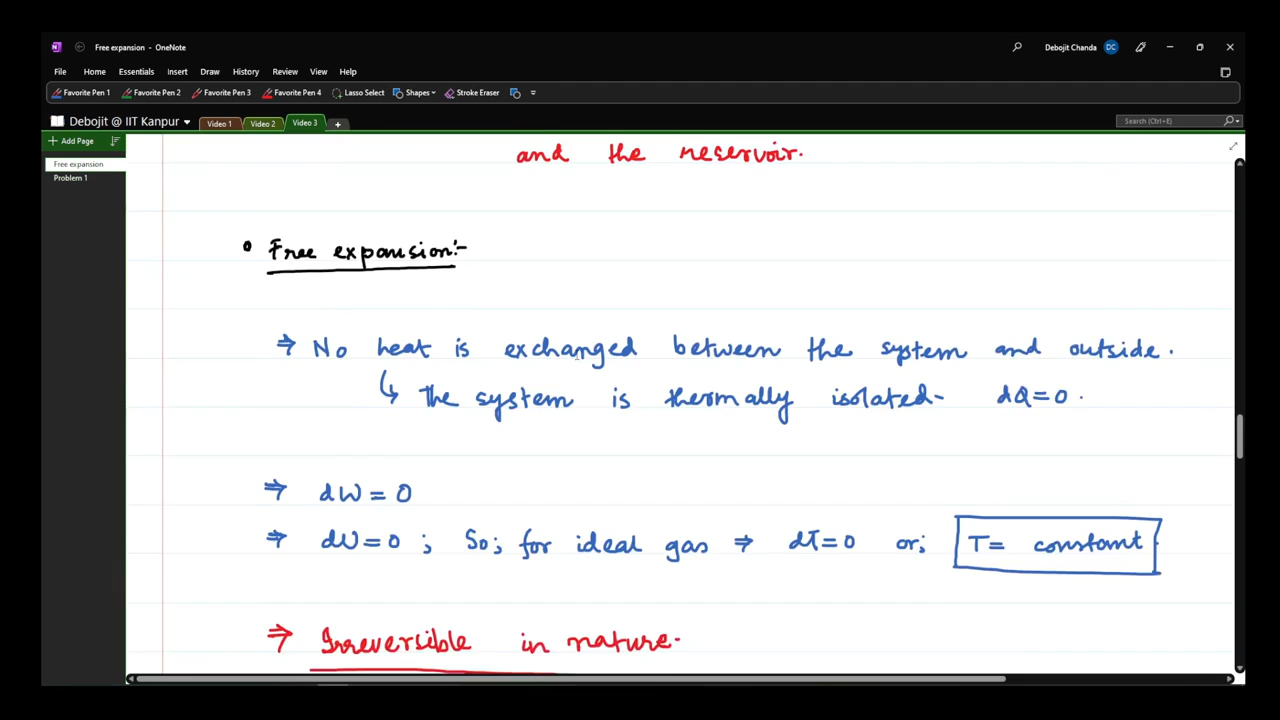 Free expansion - OneNote
Debojit Chanda DC
File Home Essentials Insert Draw History Review View Help
Favorite Pen 1 Favorite Pen 2 Favorite Pen 3 Favorite Pen 4 Lasso Select Shapes Stroke Eraser
Debojit @ IIT Kanpur Video 1 Video 2 Video 3 +
Search (Ctrl+E)
Add Page
Free expansion
Problem 1
and the reservoir.
• Free expansion:-
⇒ No heat is exchanged between the system and outside.
↳ the system is thermally isolated- dQ=0.
⇒ dW=0
⇒ dU=0; So; for ideal gas ⇒ dT=0 or; T= constant
⇒ Irreversible in nature.